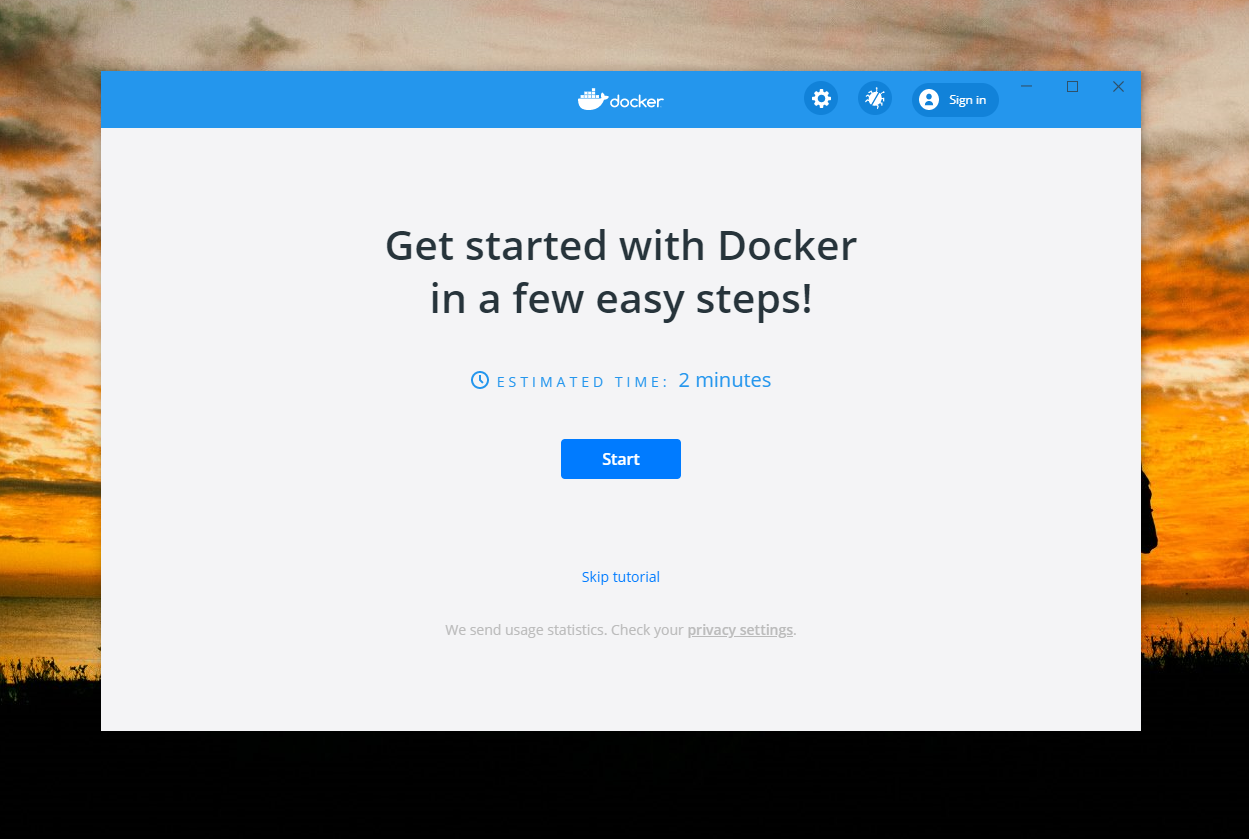 docker
Sign in
Get started with Docker
in a few easy steps!
ESTIMATED TIME: 2 minutes
Start
Skip tutorial
We send usage statistics. Check your privacy settings.